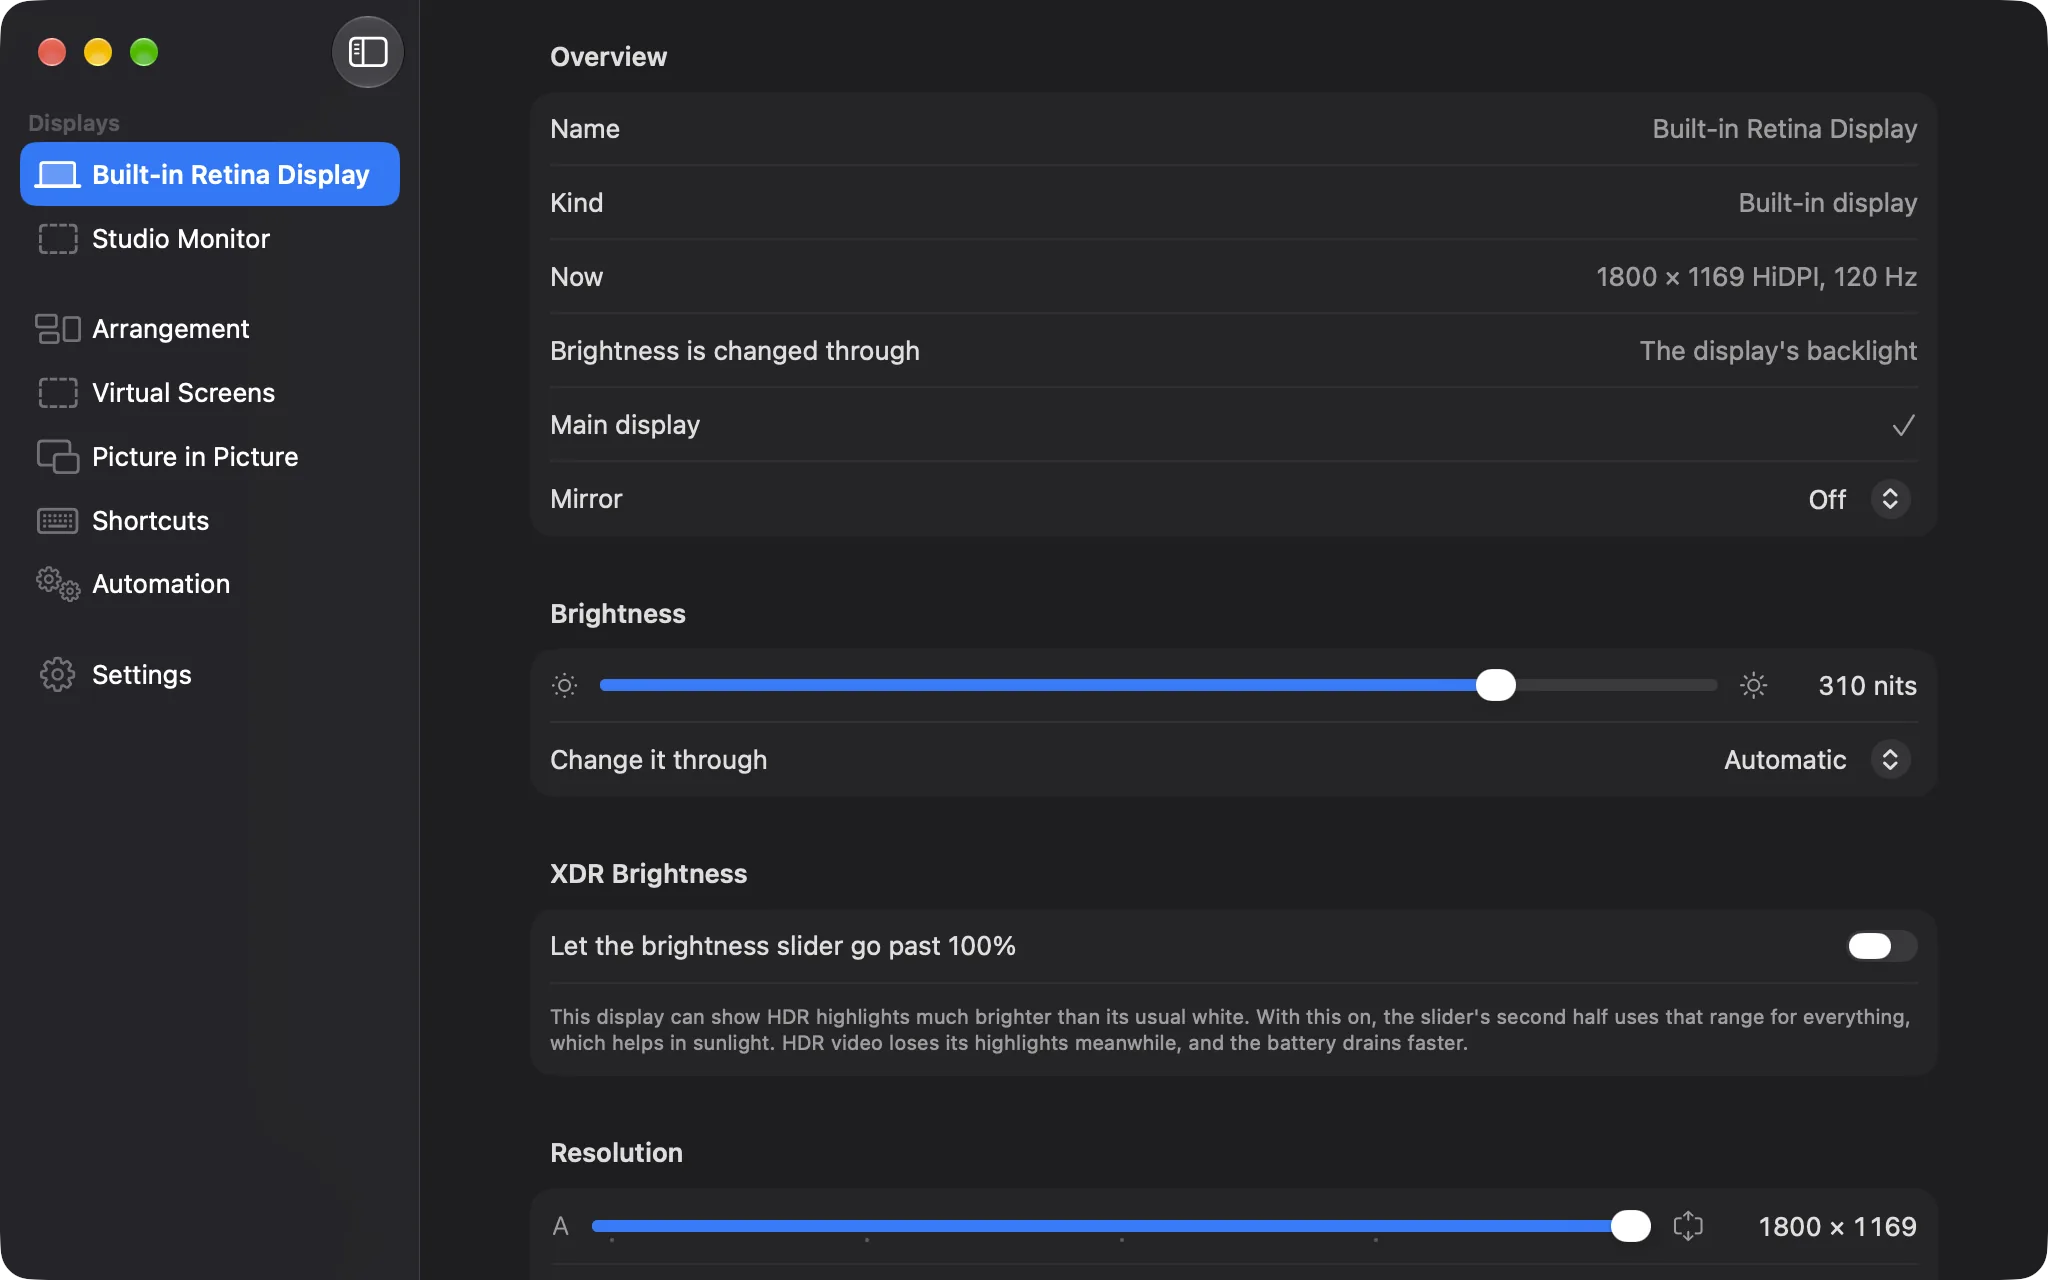 Displays
Built-in Retina Display
Studio Monitor
Arrangement
Virtual Screens
Picture in Picture
Shortcuts
Automation
Settings
Overview
Name
Built-in Retina Display
Kind
Built-in display
Now
1800 × 1169 HiDPI, 120 Hz
Brightness is changed through
The display's backlight
Main display
Mirror
Off
Brightness
310 nits
Change it through
Automatic
XDR Brightness
Let the brightness slider go past 100%
This display can show HDR highlights much brighter than its usual white. With this on, the slider's second half uses that range for everything,
which helps in sunlight. HDR video loses its highlights meanwhile, and the battery drains faster.
Resolution
A
1800 × 1169